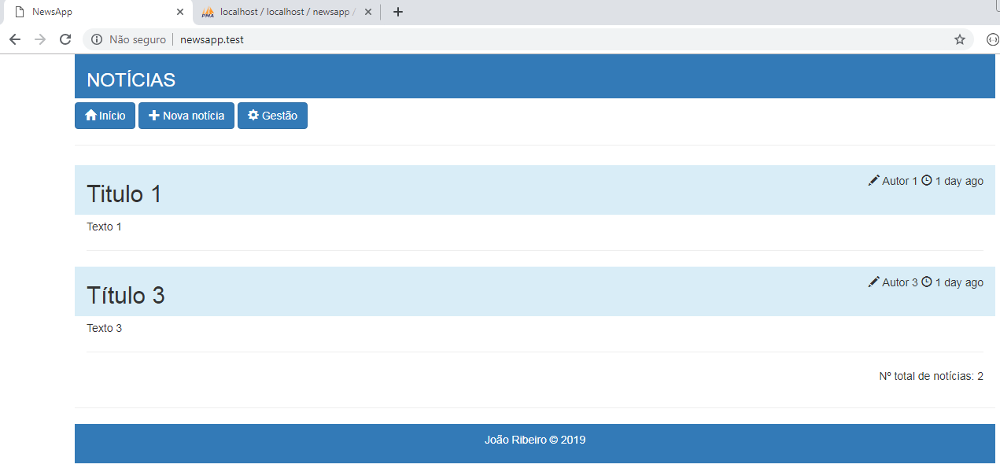 NewsApp
PMA localhost / localhost / newsapp /
Não seguro newsapp.test
NOTÍCIAS
Início Nova notícia Gestão
Titulo 1
Autor 1 1 day ago
Texto 1
Título 3
Autor 3 1 day ago
Texto 3
Nº total de notícias: 2
João Ribeiro © 2019